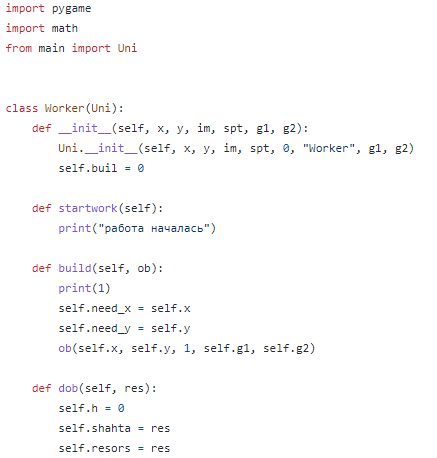 import pygame
import math
from main import Uni
class Worker(Uni):
    def __init__(self, x, y, im, spt, g1, g2):
        Uni.__init__(self, x, y, im, spt, 0, "Worker", g1, g2)
        self.buil = 0
    def startwork(self):
        print("работа началась")
    def build(self, ob):
        print(1)
        self.need_x = self.x
        self.need_y = self.y
        ob(self.x, self.y, 1, self.g1, self.g2)
    def dob(self, res):
        self.h = 0
        self.shahta = res
        self.resors = res